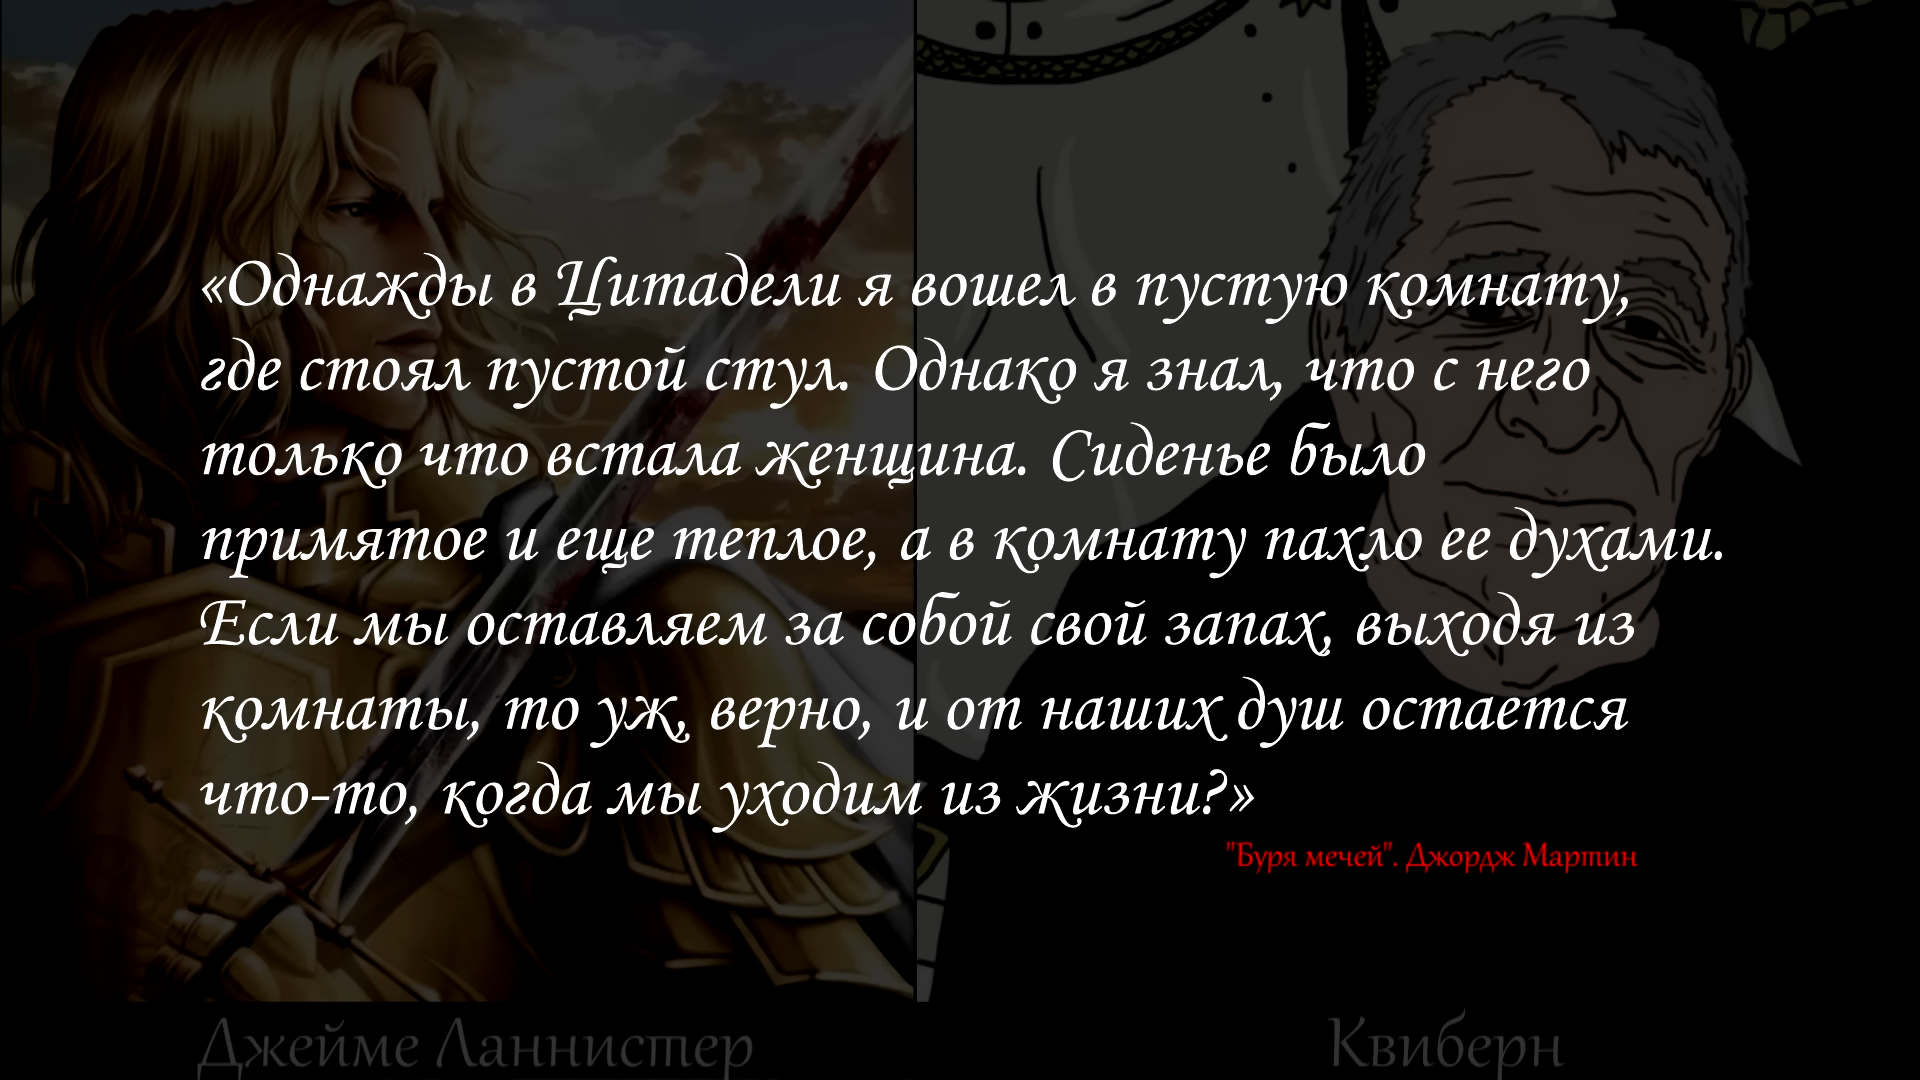 «Однажды в Цитадели я вошел в пустую комнату,
где стоял пустой стул. Однако я знал, что с него
только что встала женщина. Сиденье было
примятое и еще теплое, а в комнату пахло ее духами.
Если мы оставляем за собой свой запах, выходя из
комнаты, то уж, верно, и от наших душ остается
что-то, когда мы уходим из жизни?»
"Буря мечей". Джордж Мартин
Джейме Ланнистер
Квиберн